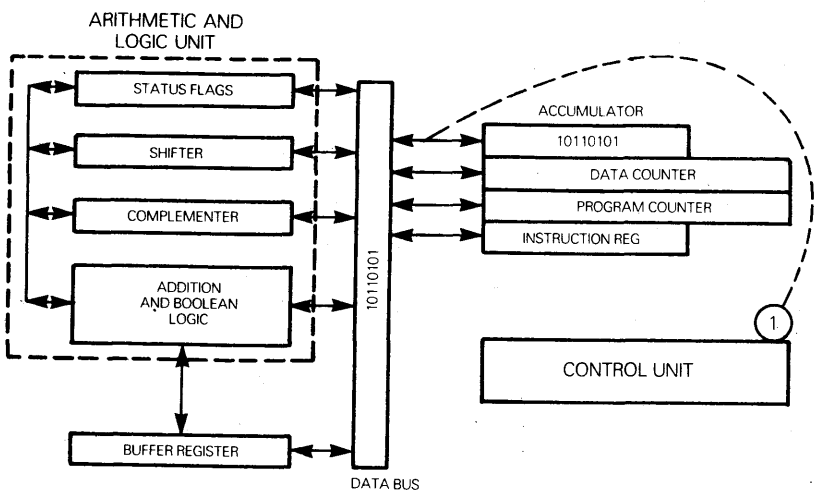 ARITHMETIC AND
LOGIC UNIT
STATUS FLAGS
SHIFTER
COMPLEMENTER
ADDITION
AND BOOLEAN
LOGIC
BUFFER REGISTER
10110101
DATA BUS
ACCUMULATOR
10110101
DATA COUNTER
PROGRAM COUNTER
INSTRUCTION REG
1
CONTROL UNIT